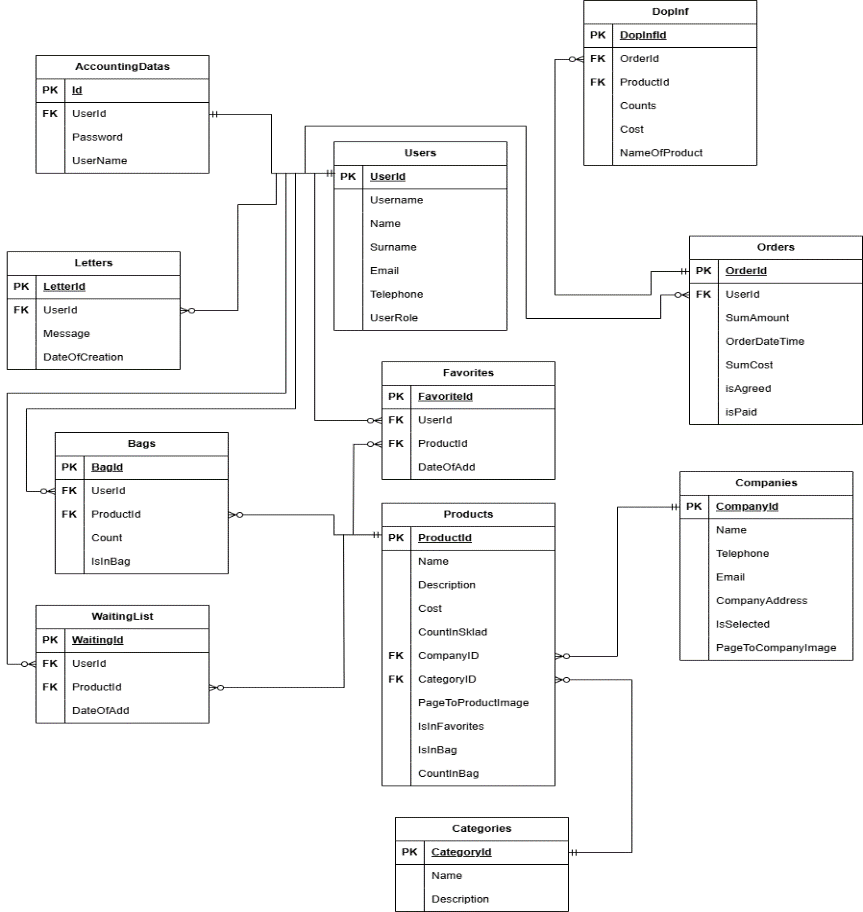 DopInf
PK DopInfId
FK OrderId
FK ProductId
Counts
Cost
NameOfProduct
AccountingDatas
PK Id
FK UserId
Password
UserName
Users
PK UserId
Username
Name
Surname
Email
Telephone
UserRole
Letters
PK LetterId
FK UserId
Message
DateOfCreation
Orders
PK OrderId
FK UserId
SumAmount
OrderDateTime
SumCost
isAgreed
isPaid
Favorites
PK FavoriteId
FK UserId
FK ProductId
DateOfAdd
Bags
PK BagId
FK UserId
FK ProductId
Count
IsInBag
Products
PK ProductId
Name
Description
Cost
CountInSklad
FK CompanyID
FK CategoryID
PageToProductImage
IsInFavorites
IsInBag
CountInBag
Companies
PK CompanyId
Name
Telephone
Email
CompanyAddress
IsSelected
PageToCompanyImage
WaitingList
PK WaitingId
FK UserId
FK ProductId
DateOfAdd
Categories
PK CategoryId
Name
Description